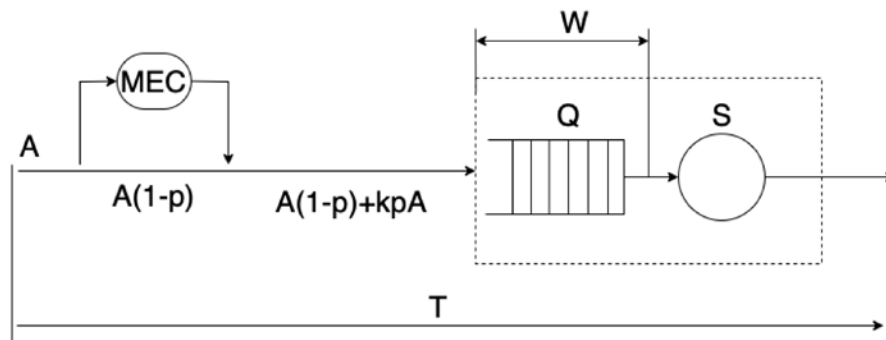 W
MEC
Q
S
A
A(1-p)
A(1-p)+kpA
T